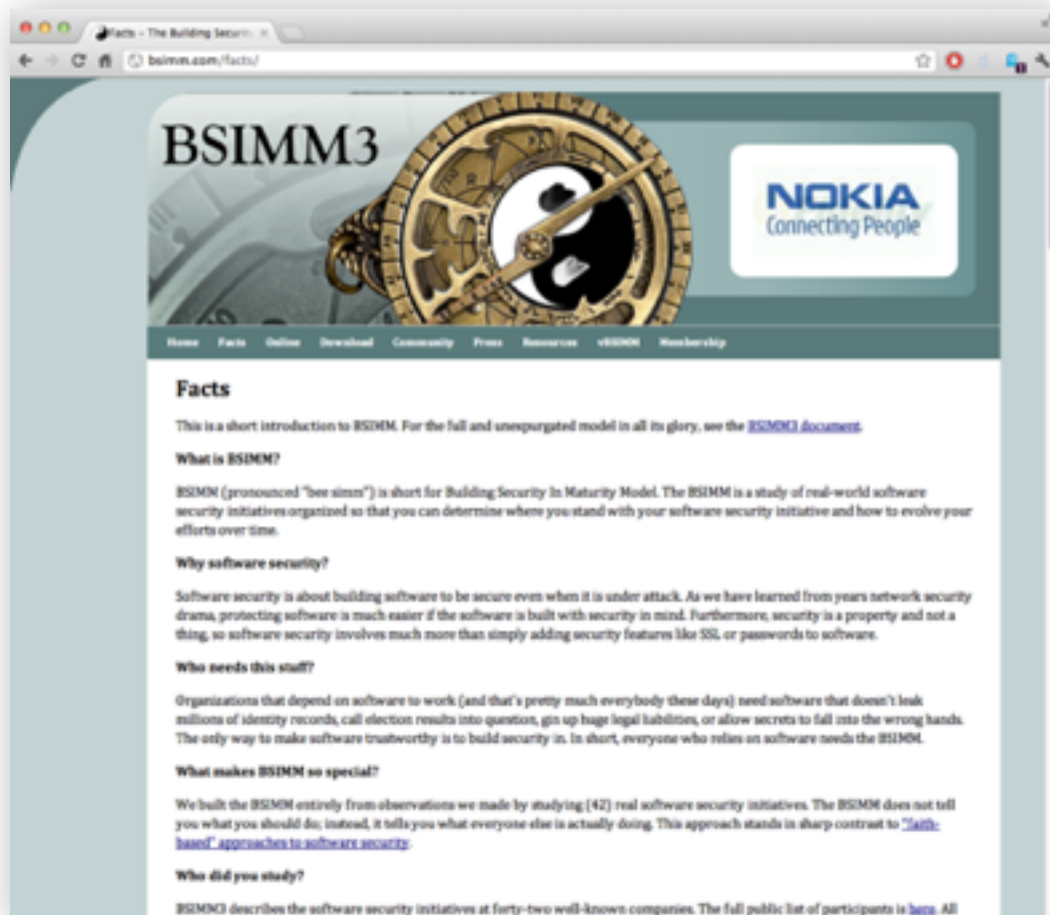 Facts - The Building Securit
bsimm.com/facts/
BSIMM3
NOKIA
Connecting People
Home Facts Online Download Community Press Resources vBSIMM Membership
Facts
This is a short introduction to BSIMM. For the full and unexpurgated model in all its glory, see the BSIMM3 document.
What is BSIMM?
BSIMM (pronounced "bee simm") is short for Building Security In Maturity Model. The BSIMM is a study of real-world software
security initiatives organized so that you can determine where you stand with your software security initiative and how to evolve your
efforts over time.
Why software security?
Software security is about building software to be secure even when it is under attack. As we have learned from years network security
drama, protecting software is much easier if the software is built with security in mind. Furthermore, security is a property and not a
thing, so software security involves much more than simply adding security features like SSL or passwords to software.
Who needs this stuff?
Organizations that depend on software to work (and that's pretty much everybody these days) need software that doesn't leak
millions of identity records, call election results into question, gin up huge legal liabilities, or allow secrets to fall into the wrong hands.
The only way to make software trustworthy is to build security in. In short, everyone who relies on software needs the BSIMM.
What makes BSIMM so special?
We built the BSIMM entirely from observations we made by studying (42) real software security initiatives. The BSIMM does not tell
you what you should do; instead, it tells you what everyone else is actually doing. This approach stands in sharp contrast to "faith-
based" approaches to software security.
Who did you study?
BSIMM3 describes the software security initiatives at forty-two well-known companies. The full public list of participants is here. All